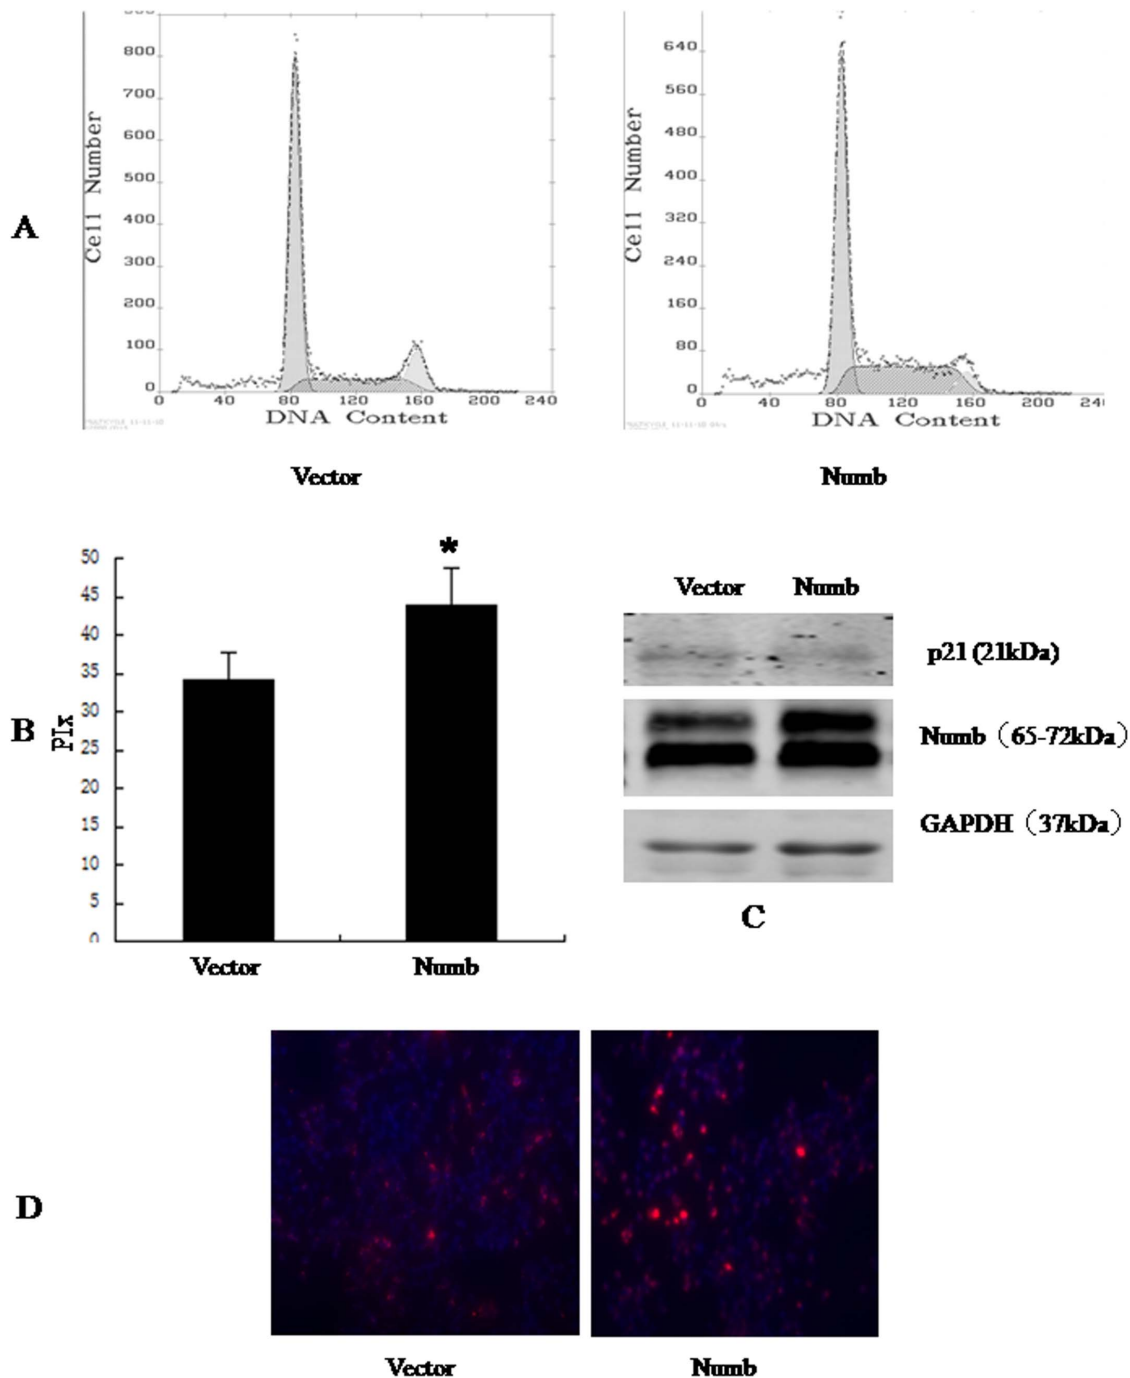 900
800
700
600
500
400
300
200
100
0
Cell Number
0 40 80 120 160 200 240
DNA Content
640
560
480
400
320
240
160
80
0
Cell Number
0 40 80 120 160 200
DNA Content
A
Vector
Numb
50
45
40
35
30
25
20
15
10
5
0
PIx
*
Vector
Numb
B
Vector Numb
p21 (21kDa)
Numb（65-72kDa）
GAPDH（37kDa）
C
D
Vector
Numb